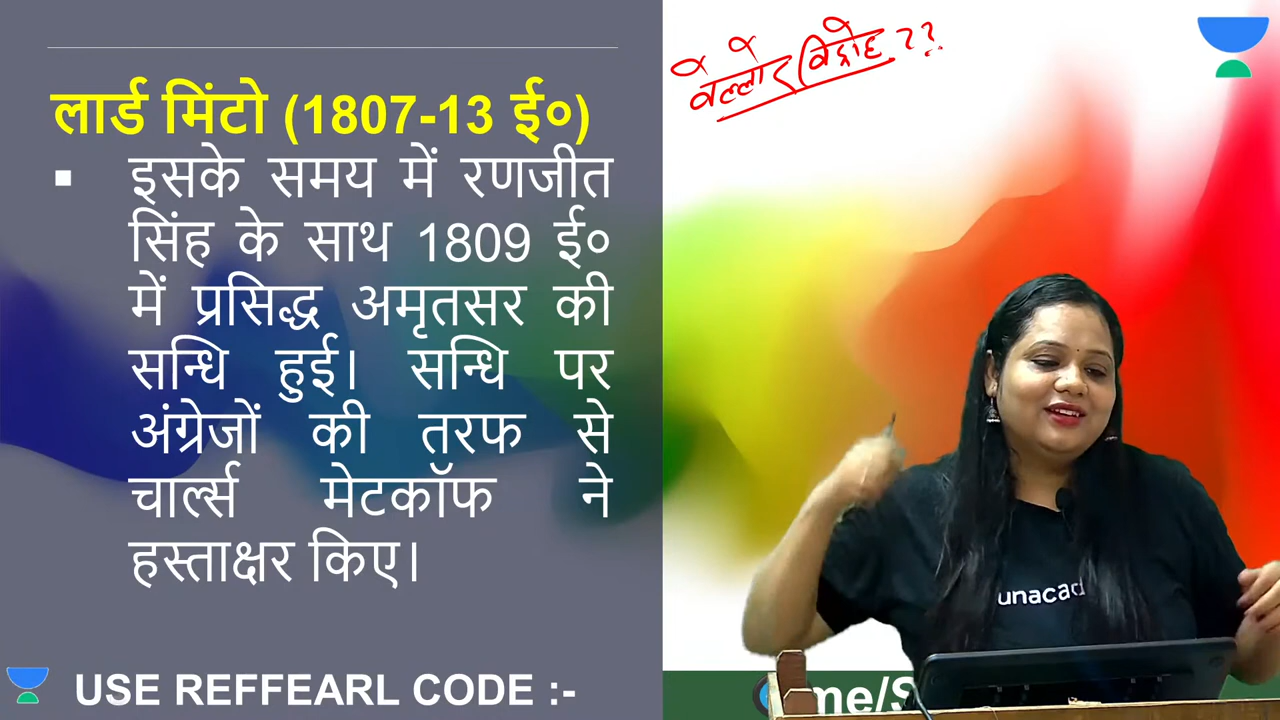 वेल्लोर विद्रोह ??
लार्ड मिंटो (1807-13 ई०)
▪ इसके समय में रणजीत
सिंह के साथ 1809 ई०
में प्रसिद्ध अमृतसर की
सन्धि हुई। सन्धि पर
अंग्रेजों की तरफ से
चार्ल्स मेटकॉफ ने
हस्ताक्षर किए।
unacad
USE REFFEARL CODE :-
me/S